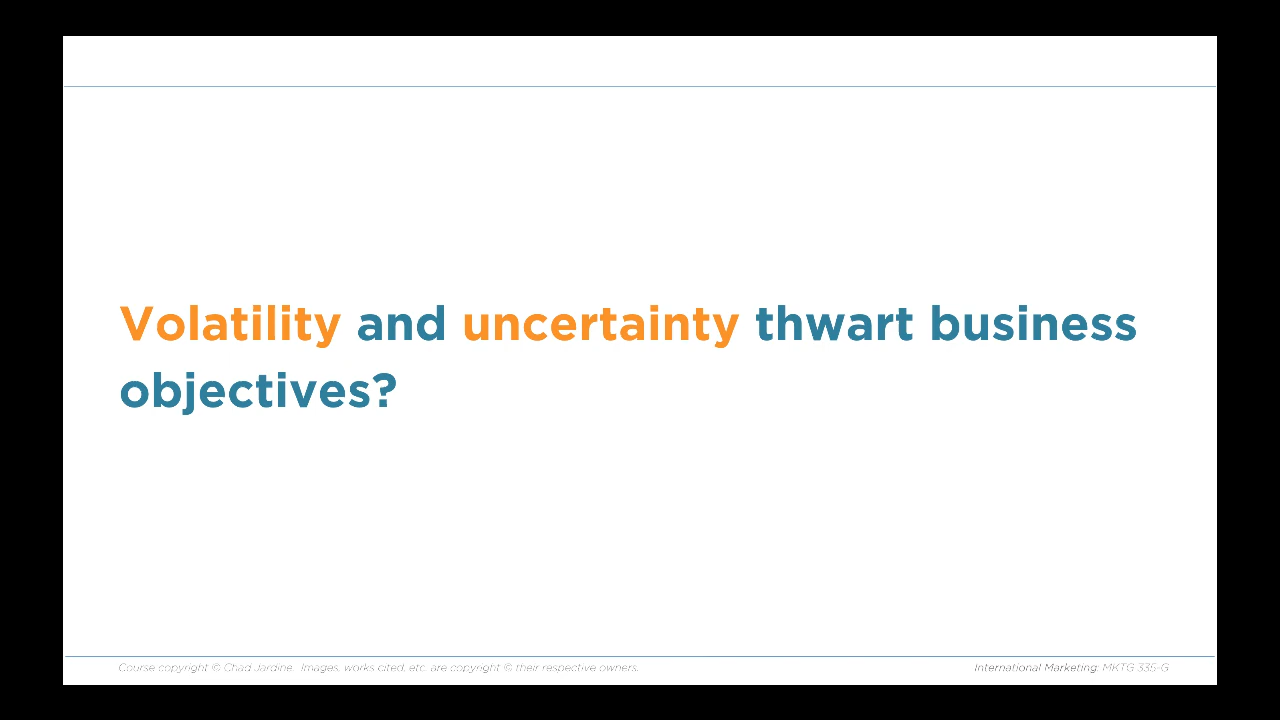 Volatility and uncertainty thwart business
objectives?
Course copyright © Chad Jardine. Images, works cited, etc. are copyright © their respective owners.
International Marketing: MKTG 335-G